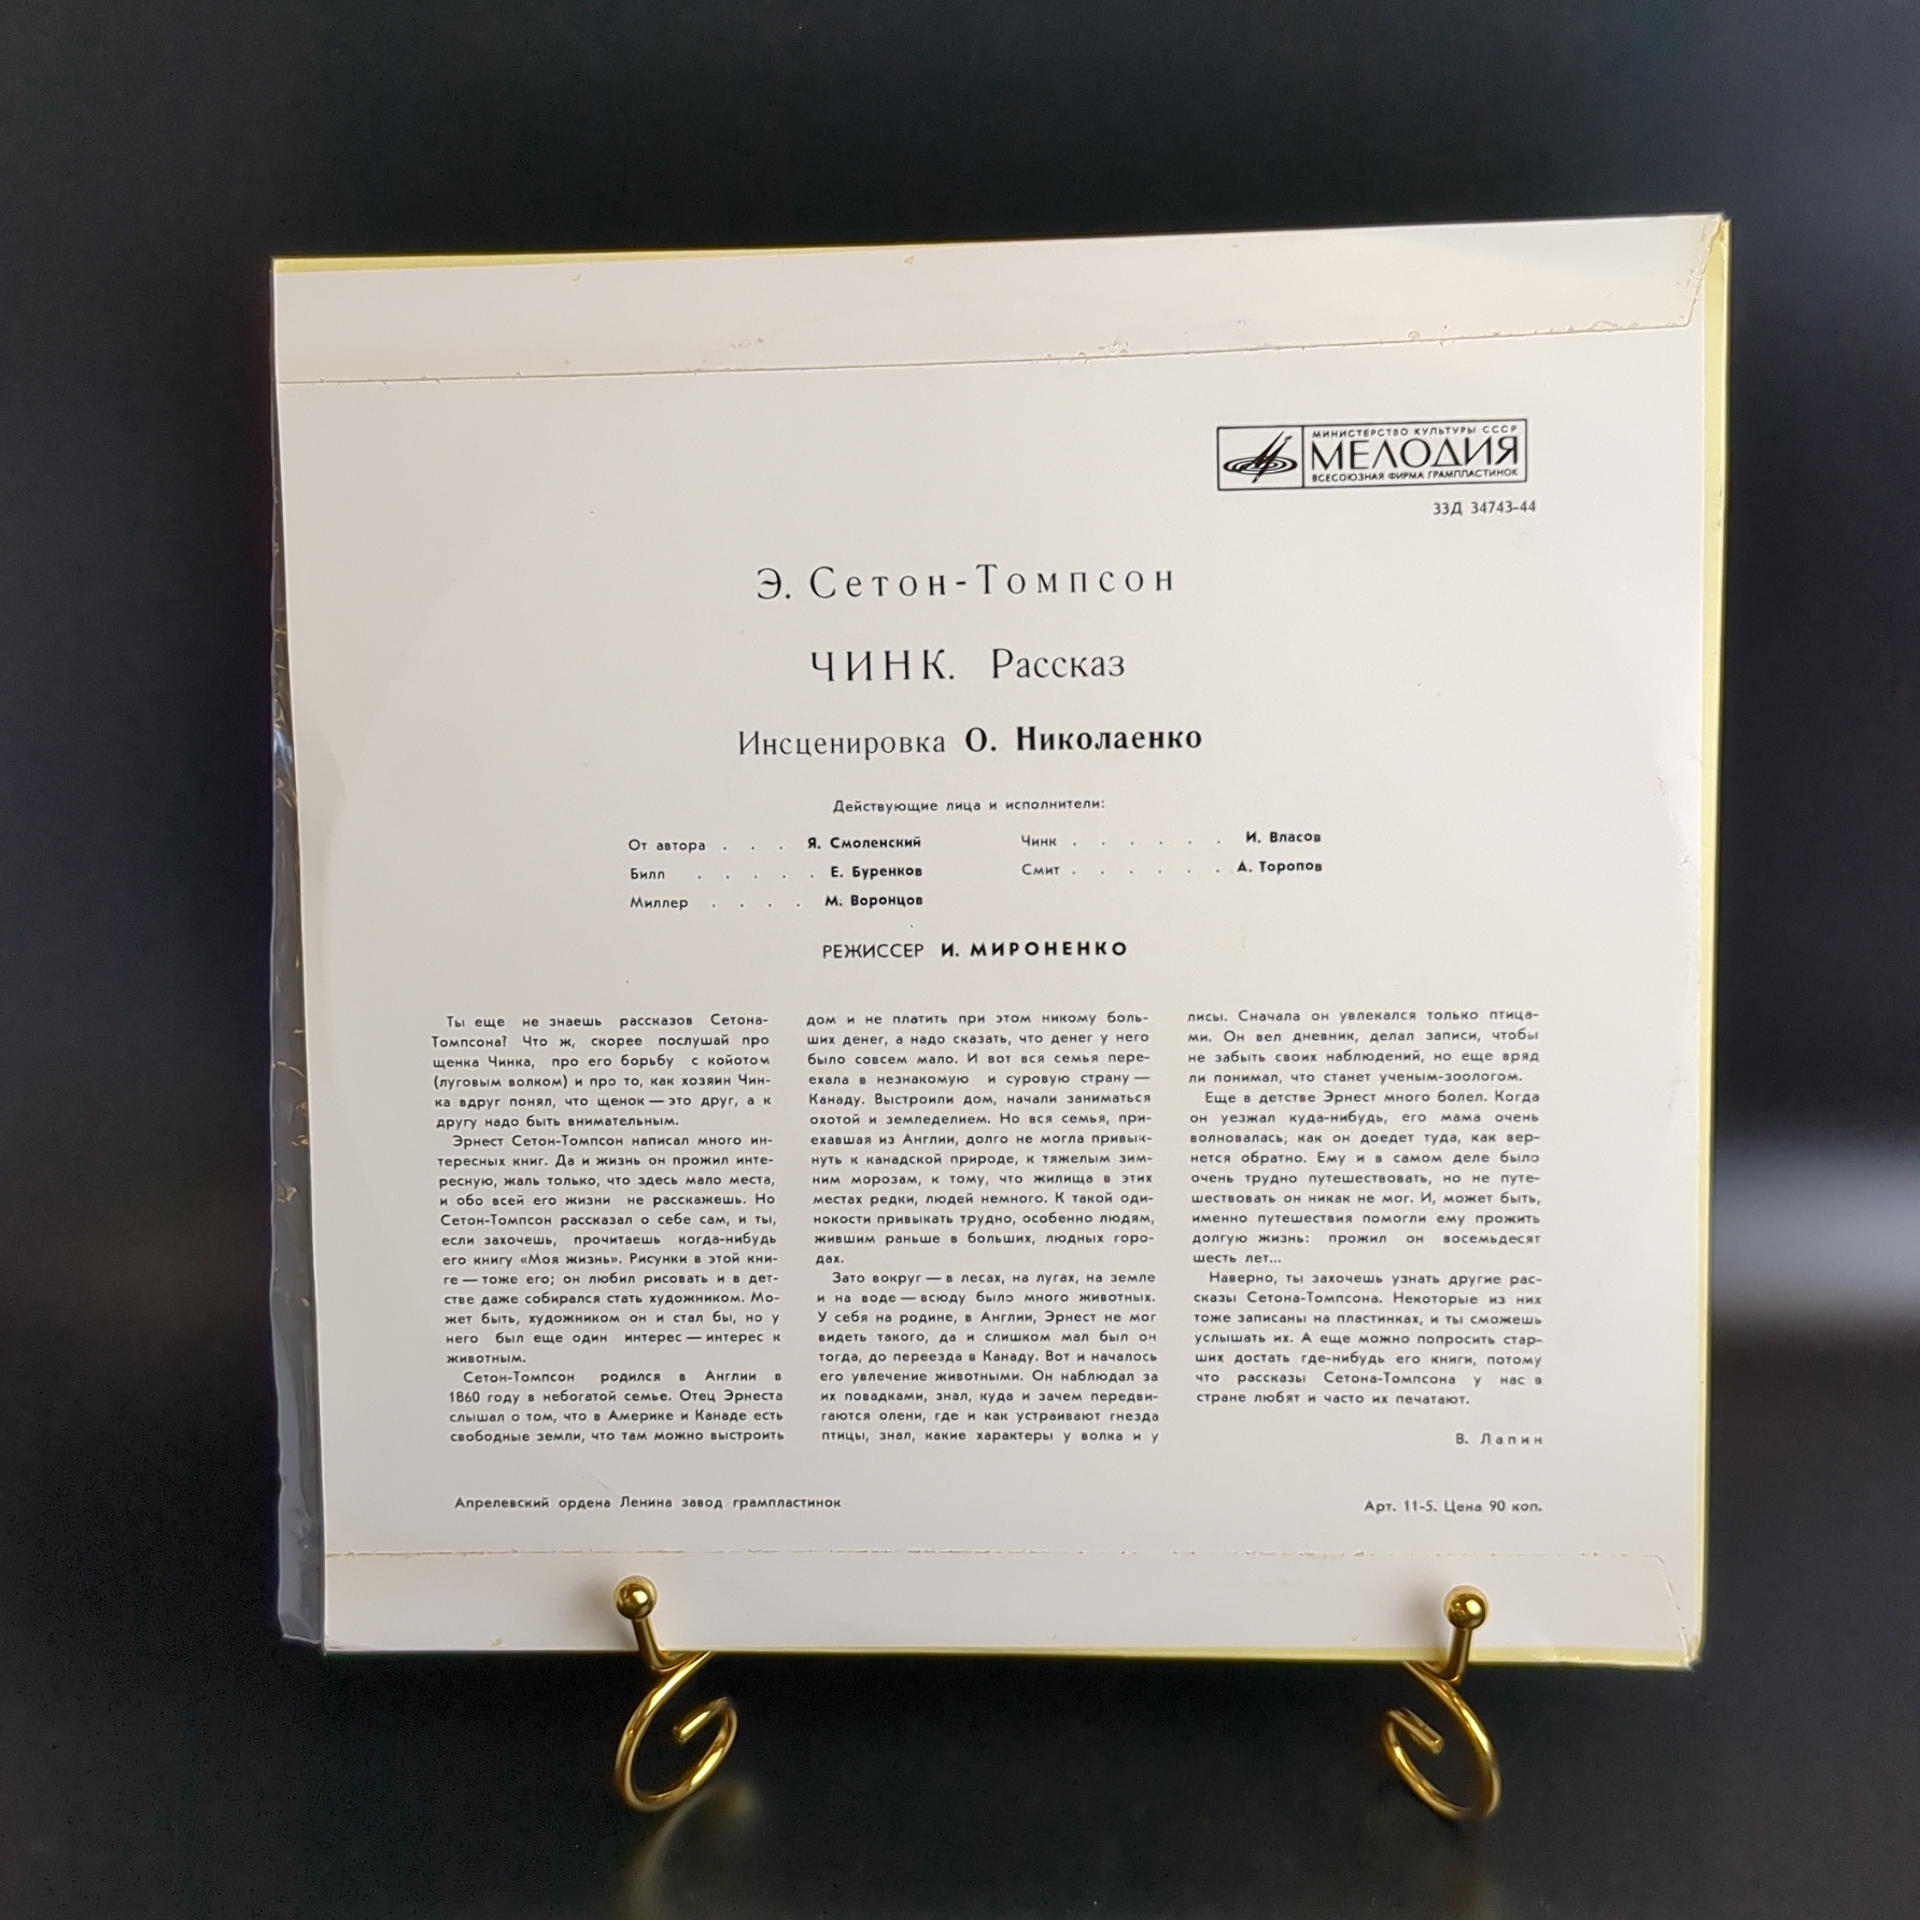 МИНИСТЕРСТВО КУЛЬТУРЫ СССР
МЕЛОДИЯ
ВСЕСОЮЗНАЯ ФИРМА ГРАМПЛАСТИНОК
33Д 34743-44
Э. Сетон-Томпсон
ЧИНК. Рассказ
Инсценировка О. Николаенко
Действующие лица и исполнители:
От автора . . . Я. Смоленский
Билл . . . . . Е. Буренков
Миллер . . . . М. Воронцов
Чинк . . . . . . И. Власов
Смит . . . . . . А. Торопов
РЕЖИССЕР И. МИРОНЕНКО
Ты еще не знаешь рассказов Сетона-
Томпсона? Что ж, скорее послушай про
щенка Чинка, про его борьбу с койотом
(луговым волком) и про то, как хозяин Чин-
ка вдруг понял, что щенок — это друг, а к
другу надо быть внимательным.
Эрнест Сетон-Томпсон написал много ин-
тересных книг. Да и жизнь он прожил инте-
ресную, жаль только, что здесь мало места,
и обо всей его жизни не расскажешь. Но
Сетон-Томпсон рассказал о себе сам, и ты,
если захочешь, прочитаешь когда-нибудь
его книгу «Моя жизнь». Рисунки в этой кни-
ге — тоже его; он любил рисовать и в дет-
стве даже собирался стать художником. Мо-
жет быть, художником он и стал бы, но у
него был еще один интерес — интерес к
животным.
Сетон-Томпсон родился в Англии в
1860 году в небогатой семье. Отец Эрнеста
слышал о том, что в Америке и Канаде есть
свободные земли, что там можно выстроить
дом и не платить при этом никому боль-
ших денег, а надо сказать, что денег у него
было совсем мало. И вот вся семья пере-
ехала в незнакомую и суровую страну —
Канаду. Выстроили дом, начали заниматься
охотой и земледелием. Но вся семья, при-
ехавшая из Англии, долго не могла привык-
нуть к канадской природе, к тяжелым зим-
ним морозам, к тому, что жилища в этих
местах редки, людей немного. К такой оди-
нокости привыкать трудно, особенно людям,
жившим раньше в больших, людных горо-
дах.
Зато вокруг — в лесах, на лугах, на земле
и на воде — всюду было много животных.
У себя на родине, в Англии, Эрнест не мог
видеть такого, да и слишком мал был он
тогда, до переезда в Канаду. Вот и началось
его увлечение животными. Он наблюдал за
их повадками, знал, куда и зачем передви-
гаются олени, где и как устраивают гнезда
птицы, знал, какие характеры у волка и у
лисы. Сначала он увлекался только птица-
ми. Он вел дневник, делал записи, чтобы
не забыть своих наблюдений, но еще вряд
ли понимал, что станет ученым-зоологом.
Еще в детстве Эрнест много болел. Когда
он уезжал куда-нибудь, его мама очень
волновалась; как он доедет туда, как вер-
нется обратно. Ему и в самом деле было
очень трудно путешествовать, но не путе-
шествовать он никак не мог. И, может быть,
именно путешествия помогли ему прожить
долгую жизнь: прожил он восемьдесят
шесть лет...
Наверно, ты захочешь узнать другие рас-
сказы Сетона-Томпсона. Некоторые из них
тоже записаны на пластинках, и ты сможешь
услышать их. А еще можно попросить стар-
ших достать где-нибудь его книги, потому
что рассказы Сетона-Томпсона у нас в
стране любят и часто их печатают.
В. Лапин
Апрелевский ордена Ленина завод грампластинок
Арт. 11-5. Цена 90 коп.